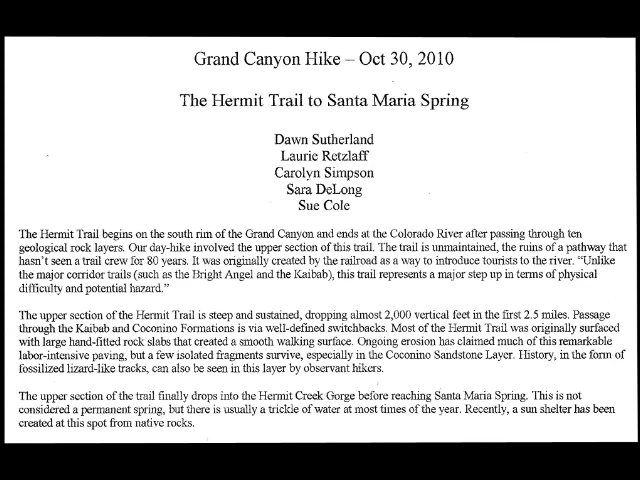 Grand Canyon Hike – Oct 30, 2010
The Hermit Trail to Santa Maria Spring
Dawn Sutherland
Laurie Retzlaff
Carolyn Simpson
Sara DeLong
Sue Cole
The Hermit Trail begins on the south rim of the Grand Canyon and ends at the Colorado River after passing through ten
geological rock layers. Our day-hike involved the upper section of this trail. The trail is unmaintained, the ruins of a pathway that
hasn't seen a trail crew for 80 years. It was originally created by the railroad as a way to introduce tourists to the river. “Unlike
the major corridor trails (such as the Bright Angel and the Kaibab), this trail represents a major step up in terms of physical
difficulty and potential hazard.”
The upper section of the Hermit Trail is steep and sustained, dropping almost 2,000 vertical feet in the first 2.5 miles. Passage
through the Kaibab and Coconino Formations is via well-defined switchbacks. Most of the Hermit Trail was originally surfaced
with large hand-fitted rock slabs that created a smooth walking surface. Ongoing erosion has claimed much of this remarkable
labor-intensive paving, but a few isolated fragments survive, especially in the Coconino Sandstone Layer. History, in the form of
fossilized lizard-like tracks, can also be seen in this layer by observant hikers.
The upper section of the trail finally drops into the Hermit Creek Gorge before reaching Santa Maria Spring. This is not
considered a permanent spring, but there is usually a trickle of water at most times of the year. Recently, a sun shelter has been
created at this spot from native rocks.